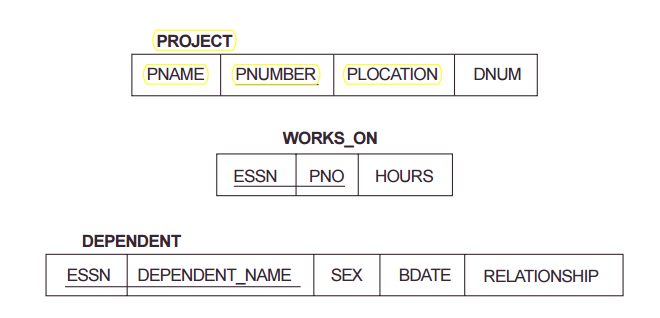 PROJECT
PNAME PNUMBER PLOCATION DNUM
WORKS_ON
ESSN PNO HOURS
DEPENDENT
ESSN DEPENDENT_NAME SEX BDATE RELATIONSHIP